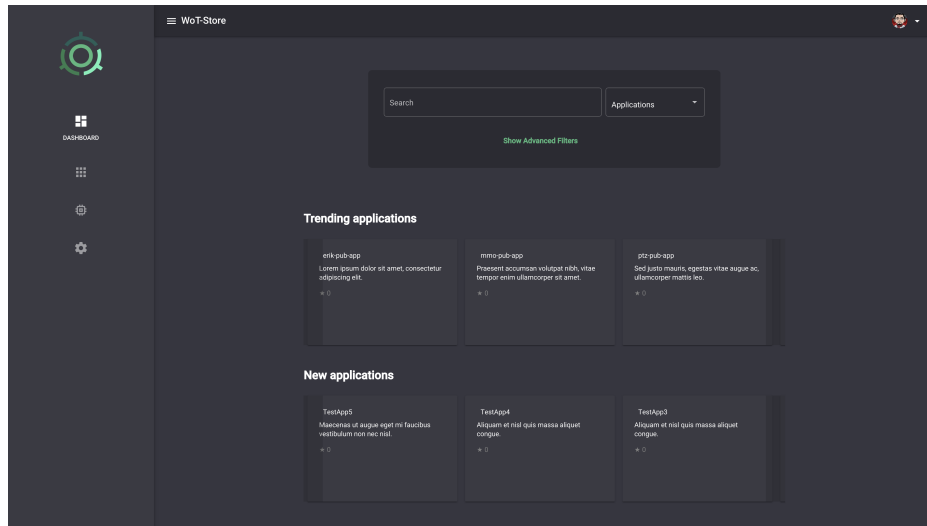 WoT-Store
Search
Applications
Show Advanced Filters
DASHBOARD
Trending applications
erik-pub-app
Lorem ipsum dolor sit amet, consectetur
adipiscing elit.
★ 0
mmo-pub-app
Praesent accumsan volutpat nibh, vitae
tempor enim ullamcorper sit amet.
★ 0
ptz-pub-app
Sed justo mauris, egestas vitae augue ac,
ullamcorper mattis leo.
★ 0
New applications
TestApp5
Maecenas ut augue eget mi faucibus
vestibulum non nec nisl.
★ 0
TestApp4
Aliquam et nisl quis massa aliquet
congue.
★ 0
TestApp3
Aliquam et nisl quis massa aliquet
congue.
★ 0